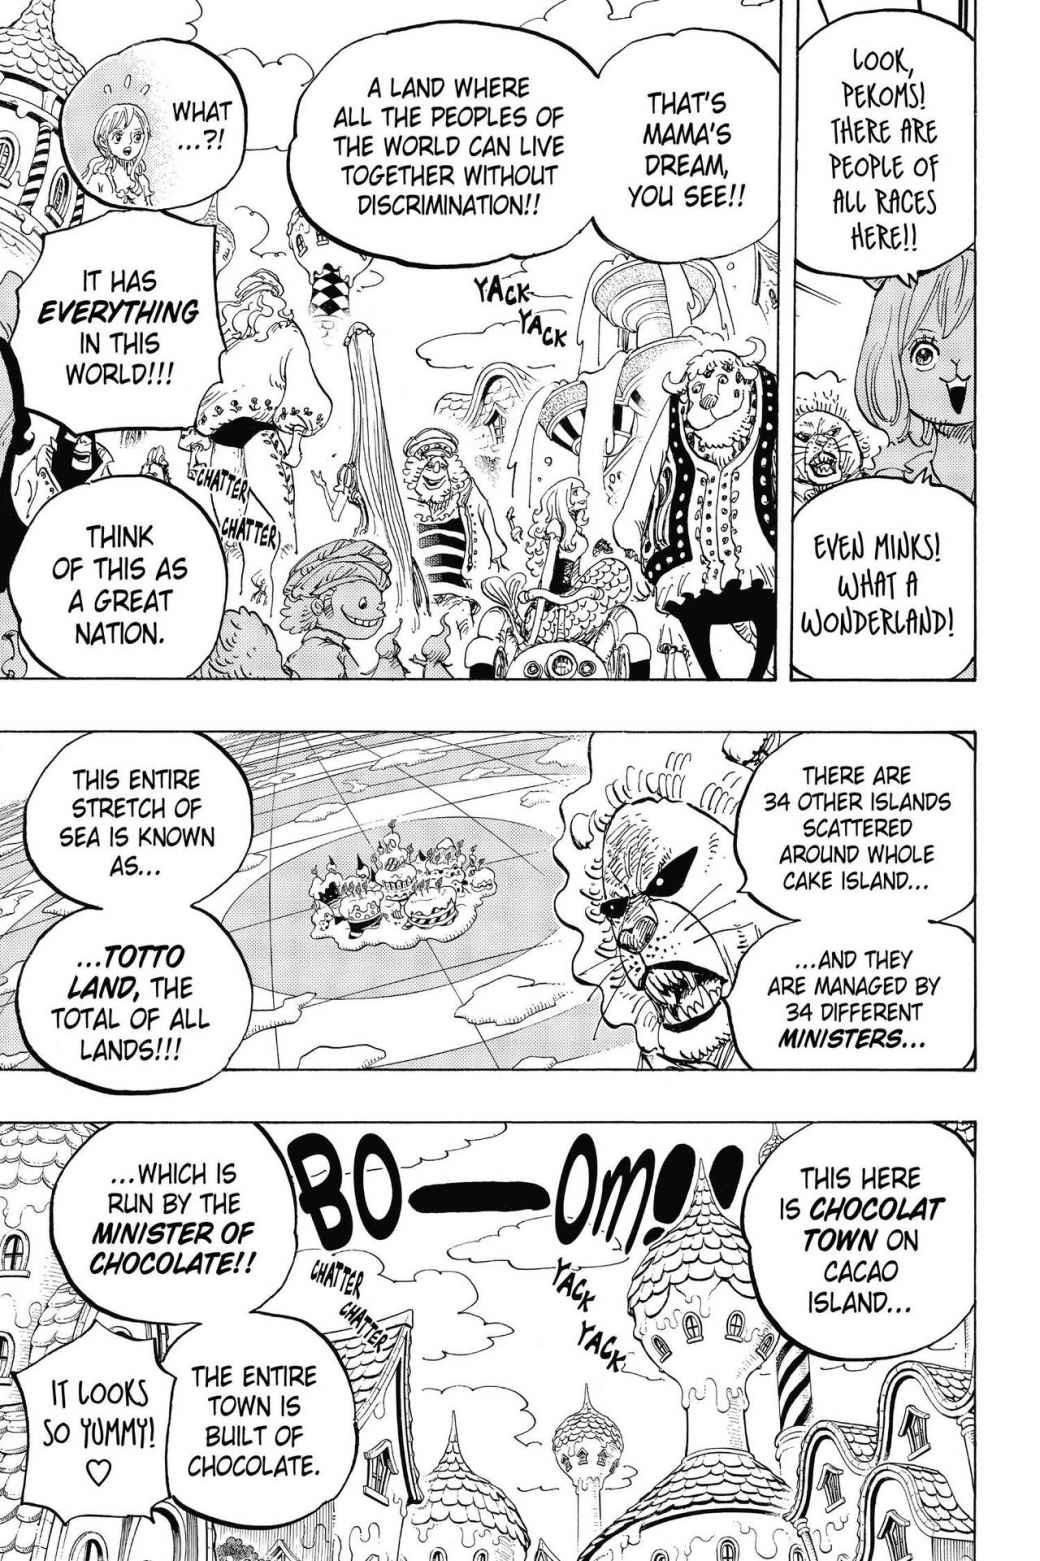 LOOK,
PEKOMS!
THERE ARE
PEOPLE OF
ALL RACES
HERE!!
EVEN MINKS!
WHAT A
WONDERLAND!
THAT'S
MAMA'S
DREAM,
YOU SEE!!
A LAND WHERE
ALL THE PEOPLES OF
THE WORLD CAN LIVE
TOGETHER WITHOUT
DISCRIMINATION!!
WHAT
...?!
YACK
YACK
IT HAS
EVERYTHING
IN THIS
WORLD!!!
CHATTER
CHATTER
THINK
OF THIS AS
A GREAT
NATION.
THERE ARE
34 OTHER ISLANDS
SCATTERED
AROUND WHOLE
CAKE ISLAND...
...AND THEY
ARE MANAGED BY
34 DIFFERENT
MINISTERS...
THIS ENTIRE
STRETCH OF
SEA IS KNOWN
AS...
...TOTTO
LAND, THE
TOTAL OF ALL
LANDS!!!
THIS HERE
IS CHOCOLAT
TOWN ON
CACAO
ISLAND...
BO—OM!!
YACK
YACK
CHATTER
CHATTER
...WHICH IS
RUN BY THE
MINISTER OF
CHOCOLATE!!
THE ENTIRE
TOWN IS
BUILT OF
CHOCOLATE.
IT LOOKS
SO YUMMY!
♡